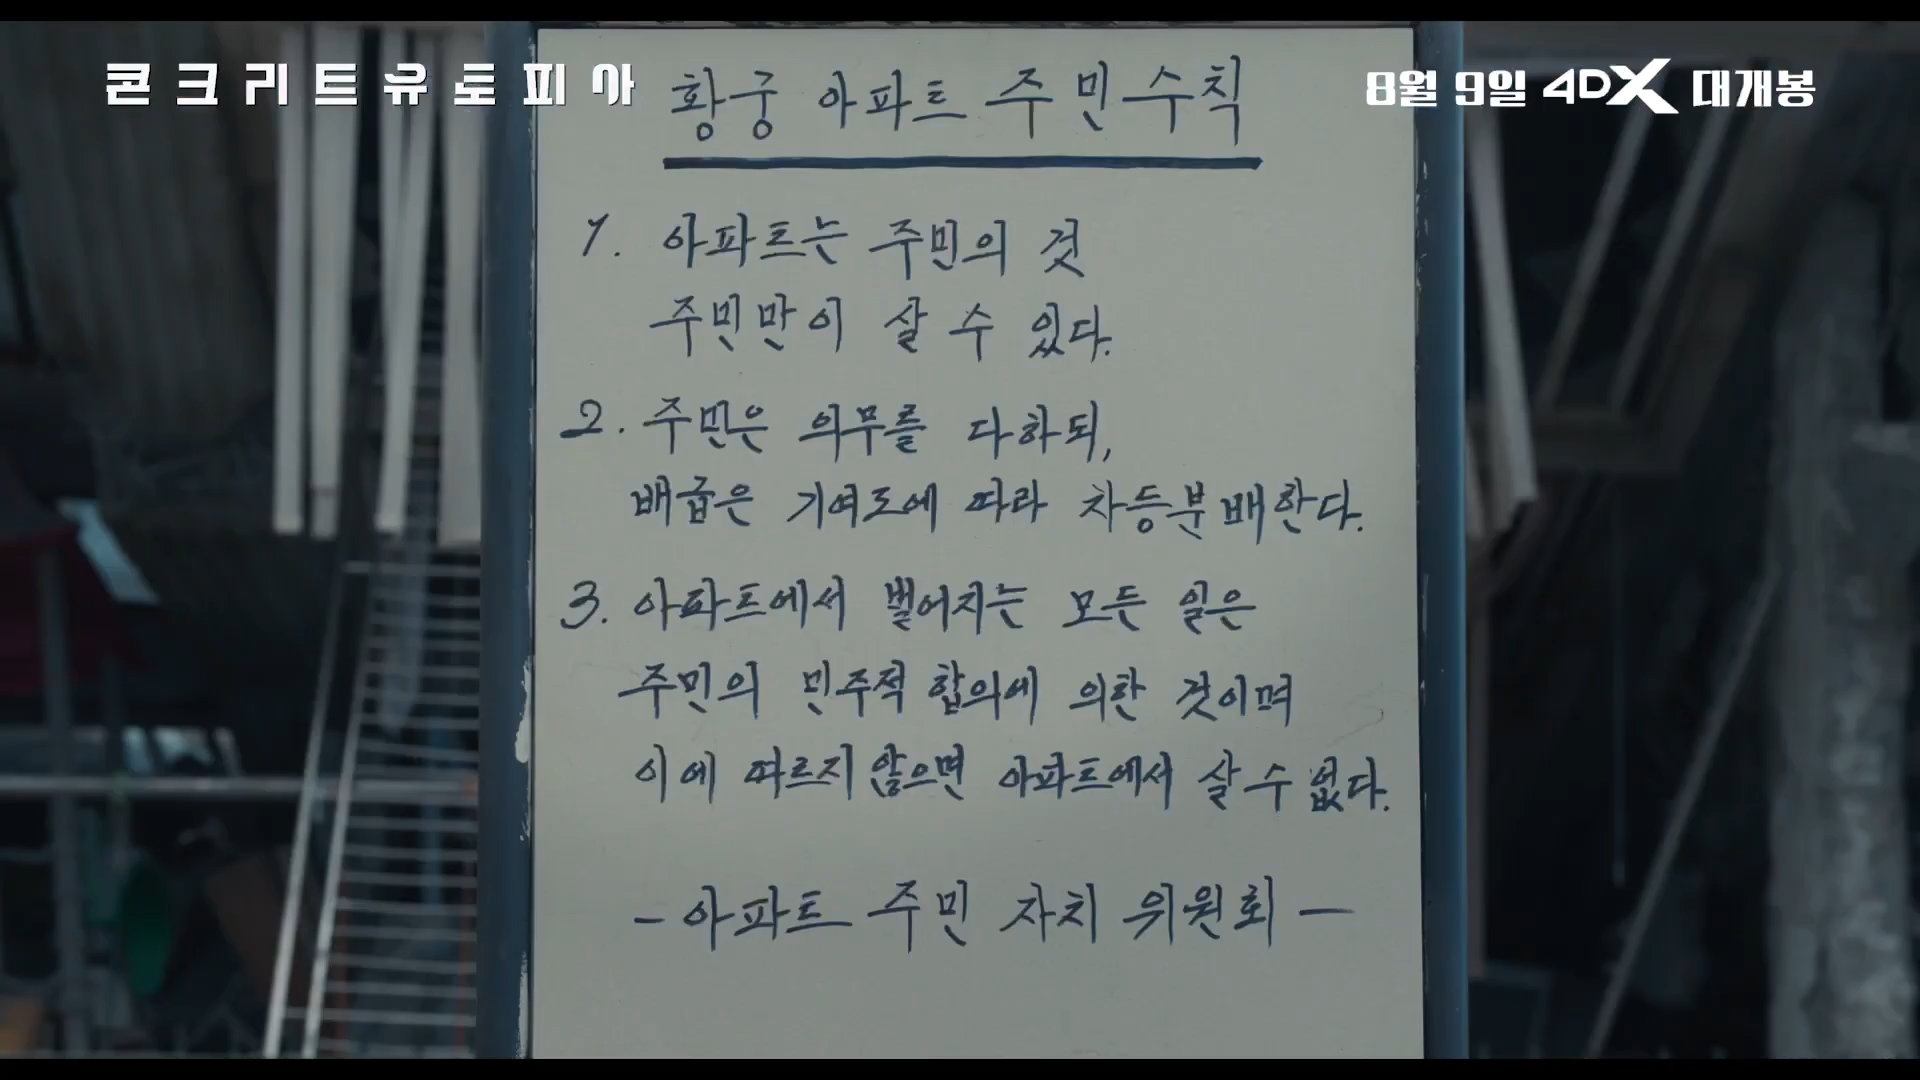 콘크리트유토피아
8월 9일 4DX 대개봉
황궁 아파트 주민수칙
1. 아파트는 주민의 것
주민만이 살 수 있다.
2. 주민은 의무를 다하되,
배급은 기여도에 따라 차등분배한다.
3. 아파트에서 벌어지는 모든 일은
주민의 민주적 합의에 의한 것이며
이에 따르지 않으면 아파트에서 살 수 없다.
- 아파트 주민 자치 위원회 -